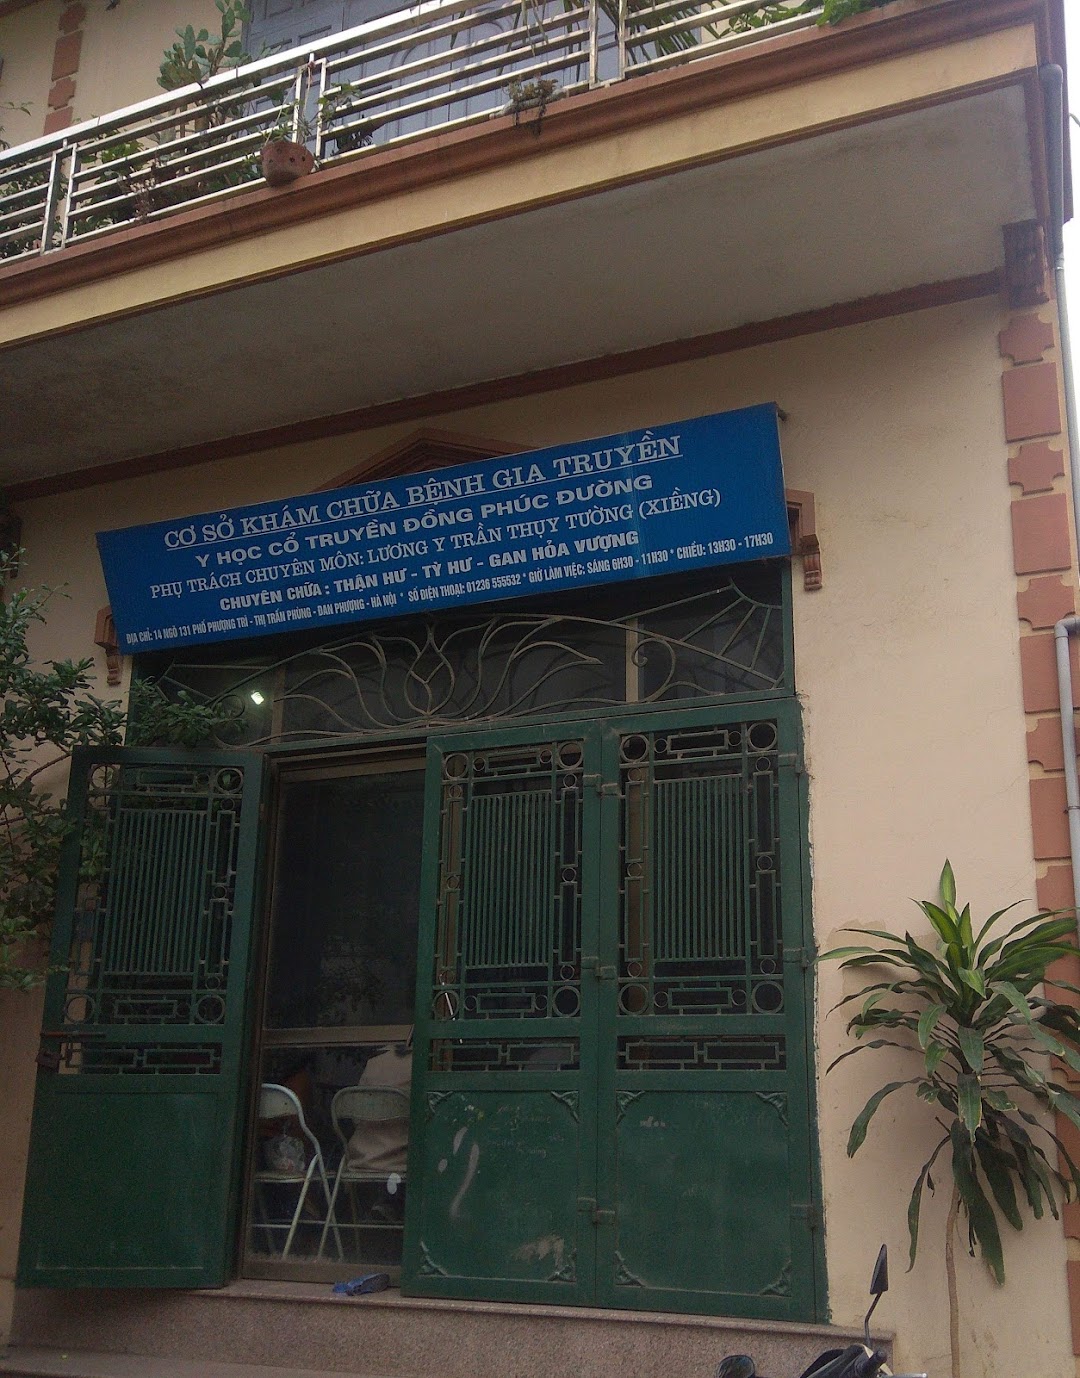 CƠ SỞ KHÁM CHỮA BỆNH GIA TRUYỀN
Y HỌC CỔ TRUYỀN ĐỒNG PHÚC ĐƯỜNG
PHỤ TRÁCH CHUYÊN MÔN: LƯƠNG Y TRẦN THỤY TƯỜNG (XIỀNG)
CHUYÊN CHỮA : THẬN HƯ - TỲ HƯ - GAN HỎA VƯỢNG
ĐỊA CHỈ: 14 NGÕ 131 PHỐ PHƯỢNG TRÌ - THỊ TRẤN PHÙNG - ĐAN PHƯỢNG - HÀ NỘI * SỐ ĐIỆN THOẠI: 01236 555532 * GIỜ LÀM VIỆC: SÁNG 6H30 - 11H30 * CHIỀU: 13H30 - 17H30